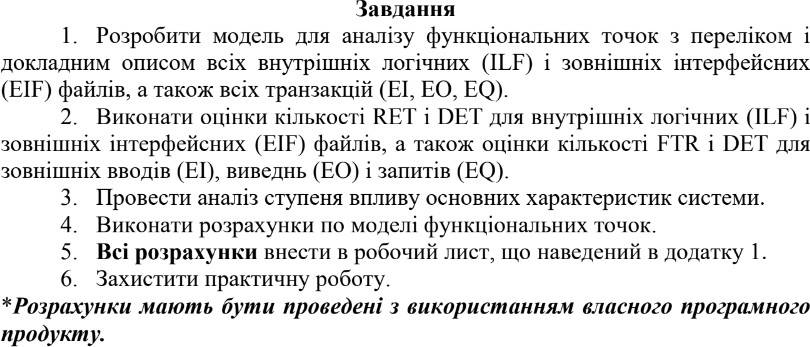 Завдання
1. Розробити модель для аналізу функціональних точок з переліком і
докладним описом всіх внутрішніх логічних (ILF) і зовнішніх інтерфейсних
(EIF) файлів, а також всіх транзакцій (EI, EO, EQ).
2. Виконати оцінки кількості RET і DET для внутрішніх логічних (ILF) і
зовнішніх інтерфейсних (EIF) файлів, а також оцінки кількості FTR і DET для
зовнішніх вводів (EI), виведнь (EO) і запитів (EQ).
3. Провести аналіз ступеня впливу основних характеристик системи.
4. Виконати розрахунки по моделі функціональних точок.
5. Всі розрахунки внести в робочий лист, що наведений в додатку 1.
6. Захистити практичну роботу.
*Розрахунки мають бути проведені з використанням власного програмного
продукту.